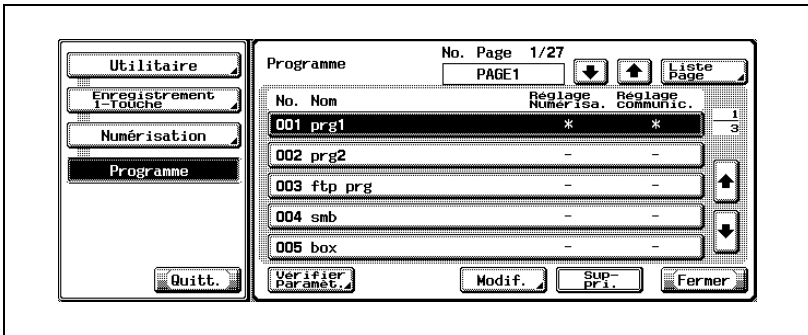 Utilitaire
Enregistrement
1-Touche
Numérisation
Programme
Quitt.
Programme
No. Page 1/27
PAGE1
Liste
Page
No. Nom
Réglage
Numérisa.
Réglage
communic.
001 prg1 * *
1
3
002 prg2 - -
003 ftp prg - -
004 smb - -
005 box - -
Vérifier
Paramèt.
Modif.
Sup-
pri.
Fermer